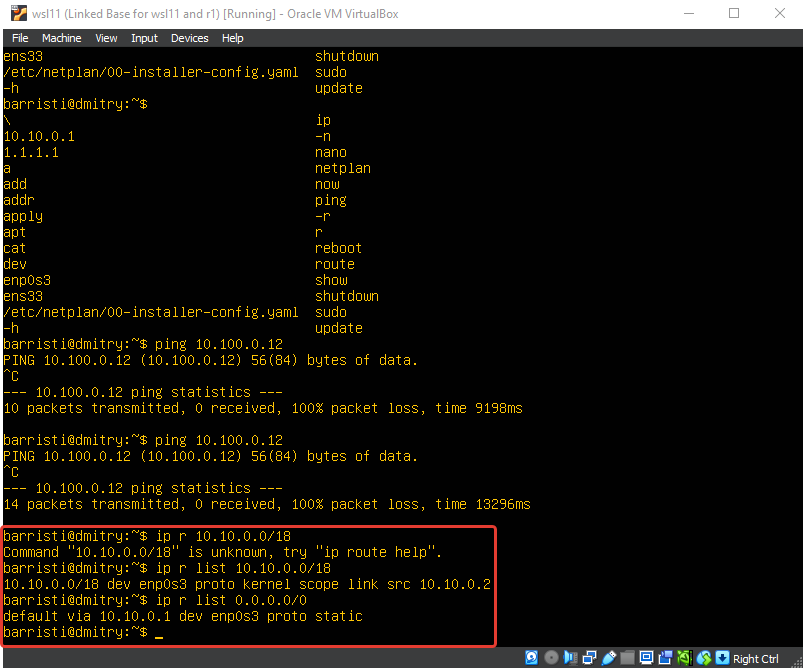 wsl11 (Linked Base for wsl11 and r1) [Running] - Oracle VM VirtualBox
File Machine View Input Devices Help
ens33 shutdown
/etc/netplan/00-installer-config.yaml sudo
-h update
barristi@dmitry:~$
\ ip
10.10.0.1 -n
1.1.1.1 nano
a netplan
add now
addr ping
apply -r
apt r
cat reboot
dev route
enp0s3 show
ens33 shutdown
/etc/netplan/00-installer-config.yaml sudo
-h update
barristi@dmitry:~$ ping 10.100.0.12
PING 10.100.0.12 (10.100.0.12) 56(84) bytes of data.
^C
--- 10.100.0.12 ping statistics ---
10 packets transmitted, 0 received, 100% packet loss, time 9198ms
barristi@dmitry:~$ ping 10.100.0.12
PING 10.100.0.12 (10.100.0.12) 56(84) bytes of data.
^C
--- 10.100.0.12 ping statistics ---
14 packets transmitted, 0 received, 100% packet loss, time 13296ms
barristi@dmitry:~$ ip r 10.10.0.0/18
Command "10.10.0.0/18" is unknown, try "ip route help".
barristi@dmitry:~$ ip r list 10.10.0.0/18
10.10.0.0/18 dev enp0s3 proto kernel scope link src 10.10.0.2
barristi@dmitry:~$ ip r list 0.0.0.0/0
default via 10.10.0.1 dev enp0s3 proto static
barristi@dmitry:~$ _
Right Ctrl